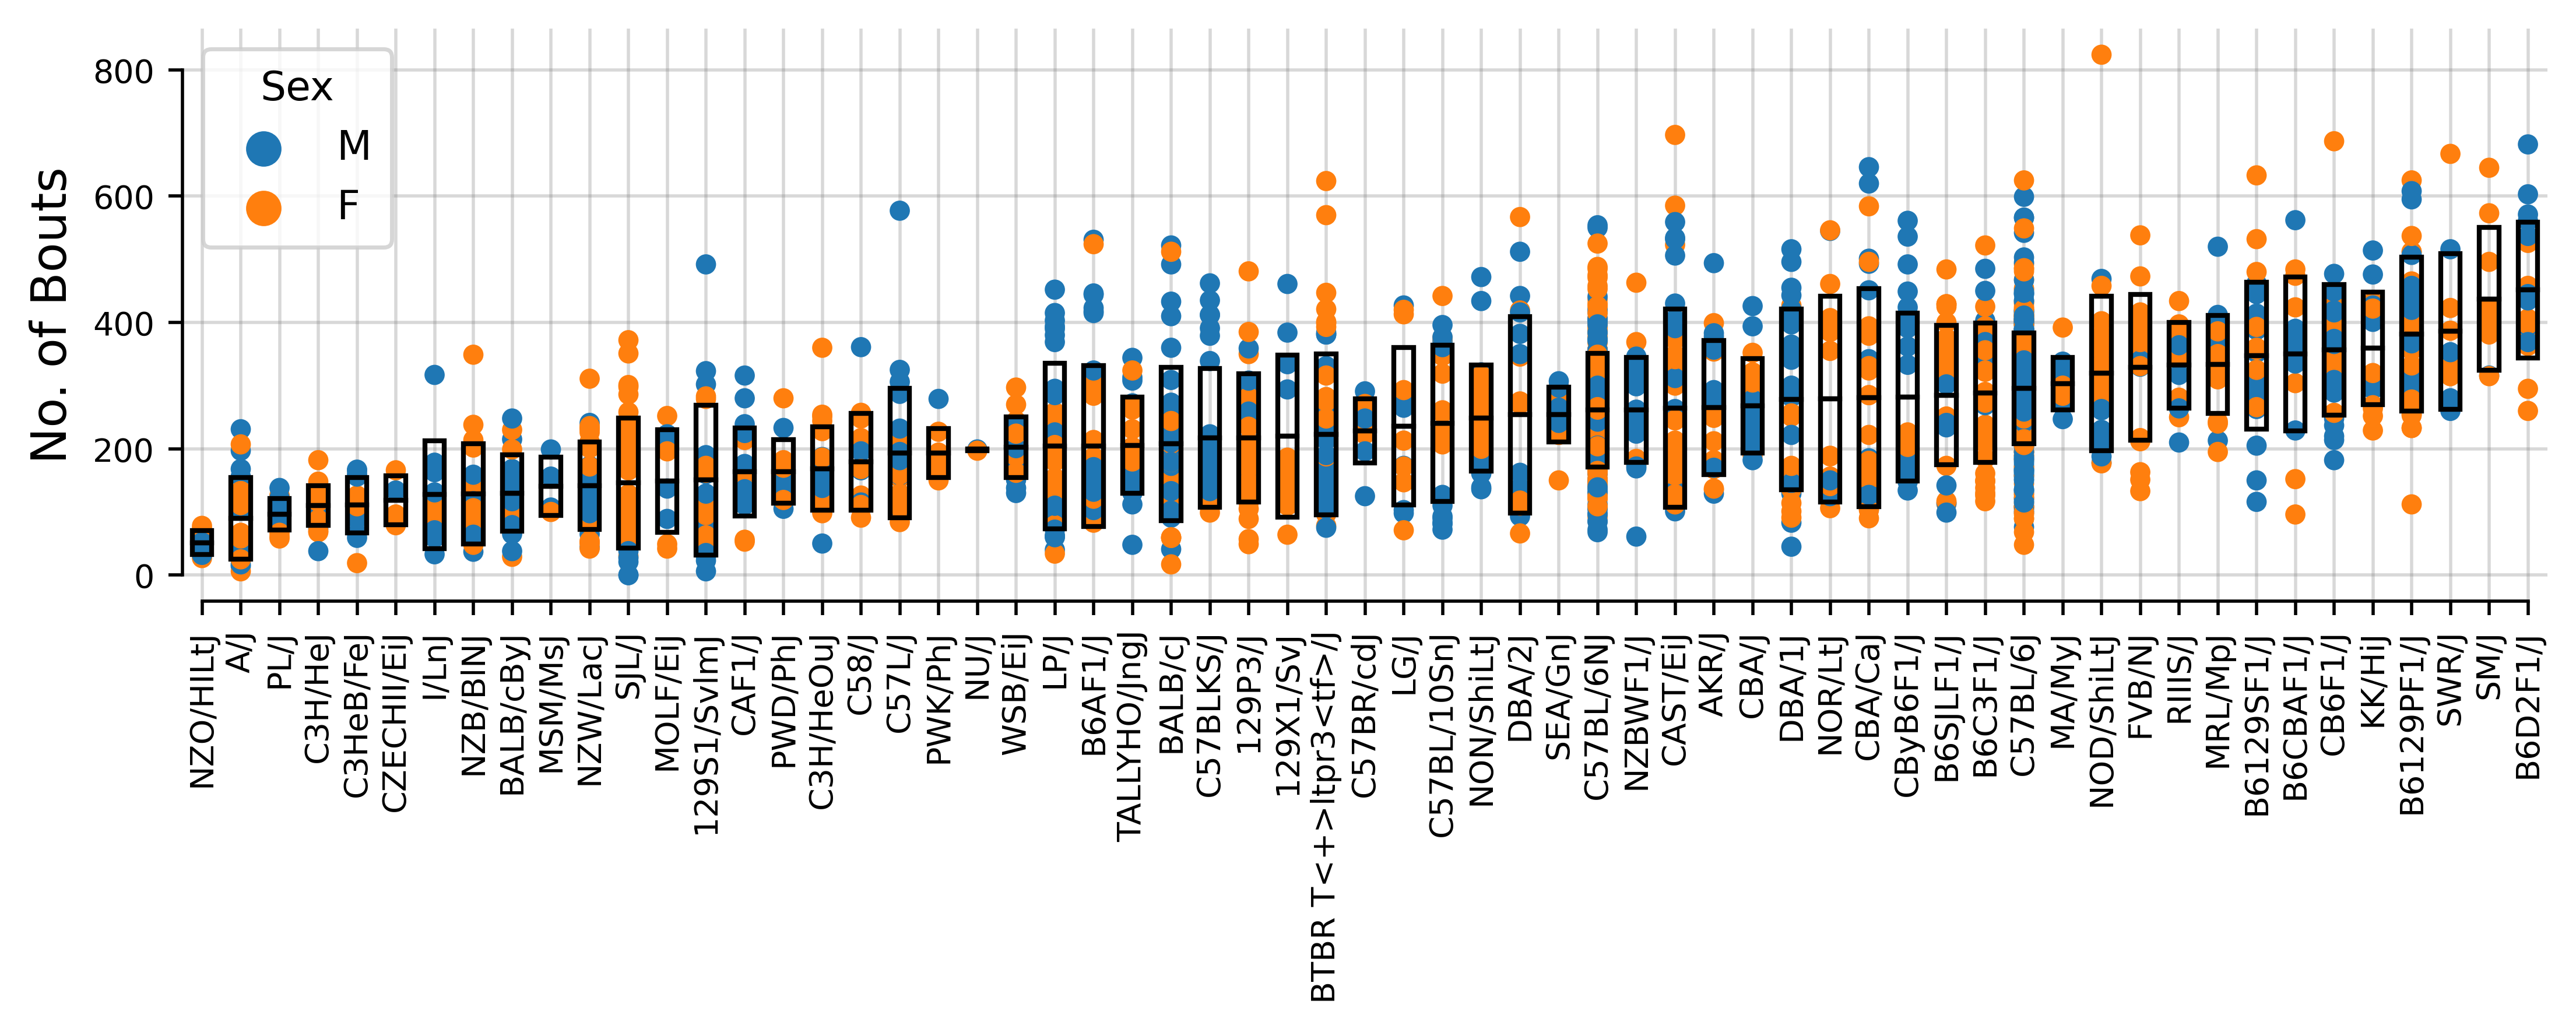 No. of Bouts
800
600
400
200
0
Sex
M
F
NZO/HlLtJ
A/J
PL/J
C3H/HeJ
C3HeB/FeJ
CZECHII/EiJ
I/LnJ
NZB/BlNJ
BALB/cByJ
MSM/MsJ
NZW/LacJ
SJL/J
MOLF/EiJ
129S1/SvImJ
CAF1/J
PWD/PhJ
C3H/HeOuJ
C58/J
C57L/J
PWK/PhJ
NU/J
WSB/EiJ
LP/J
B6AF1/J
TALLYHO/JngJ
BALB/cJ
C57BLKS/J
129P3/J
129X1/SvJ
BTBR T<+>ltpr3<tf>/J
C57BR/cdJ
LG/J
C57BL/10SnJ
NON/ShiLtJ
DBA/2J
SEA/GnJ
C57BL/6NJ
NZBWF1/J
CAST/EiJ
AKR/J
CBA/J
DBA/1J
NOR/LtJ
CBA/CaJ
CByB6F1/J
B6SJLF1/J
B6C3F1/J
C57BL/6J
MA/MyJ
NOD/ShiLtJ
FVB/NJ
RIIIS/J
MRL/MpJ
B6129SF1/J
B6CBAF1/J
CB6F1/J
KK/HiJ
B6129PF1/J
SWR/J
SM/J
B6D2F1/J